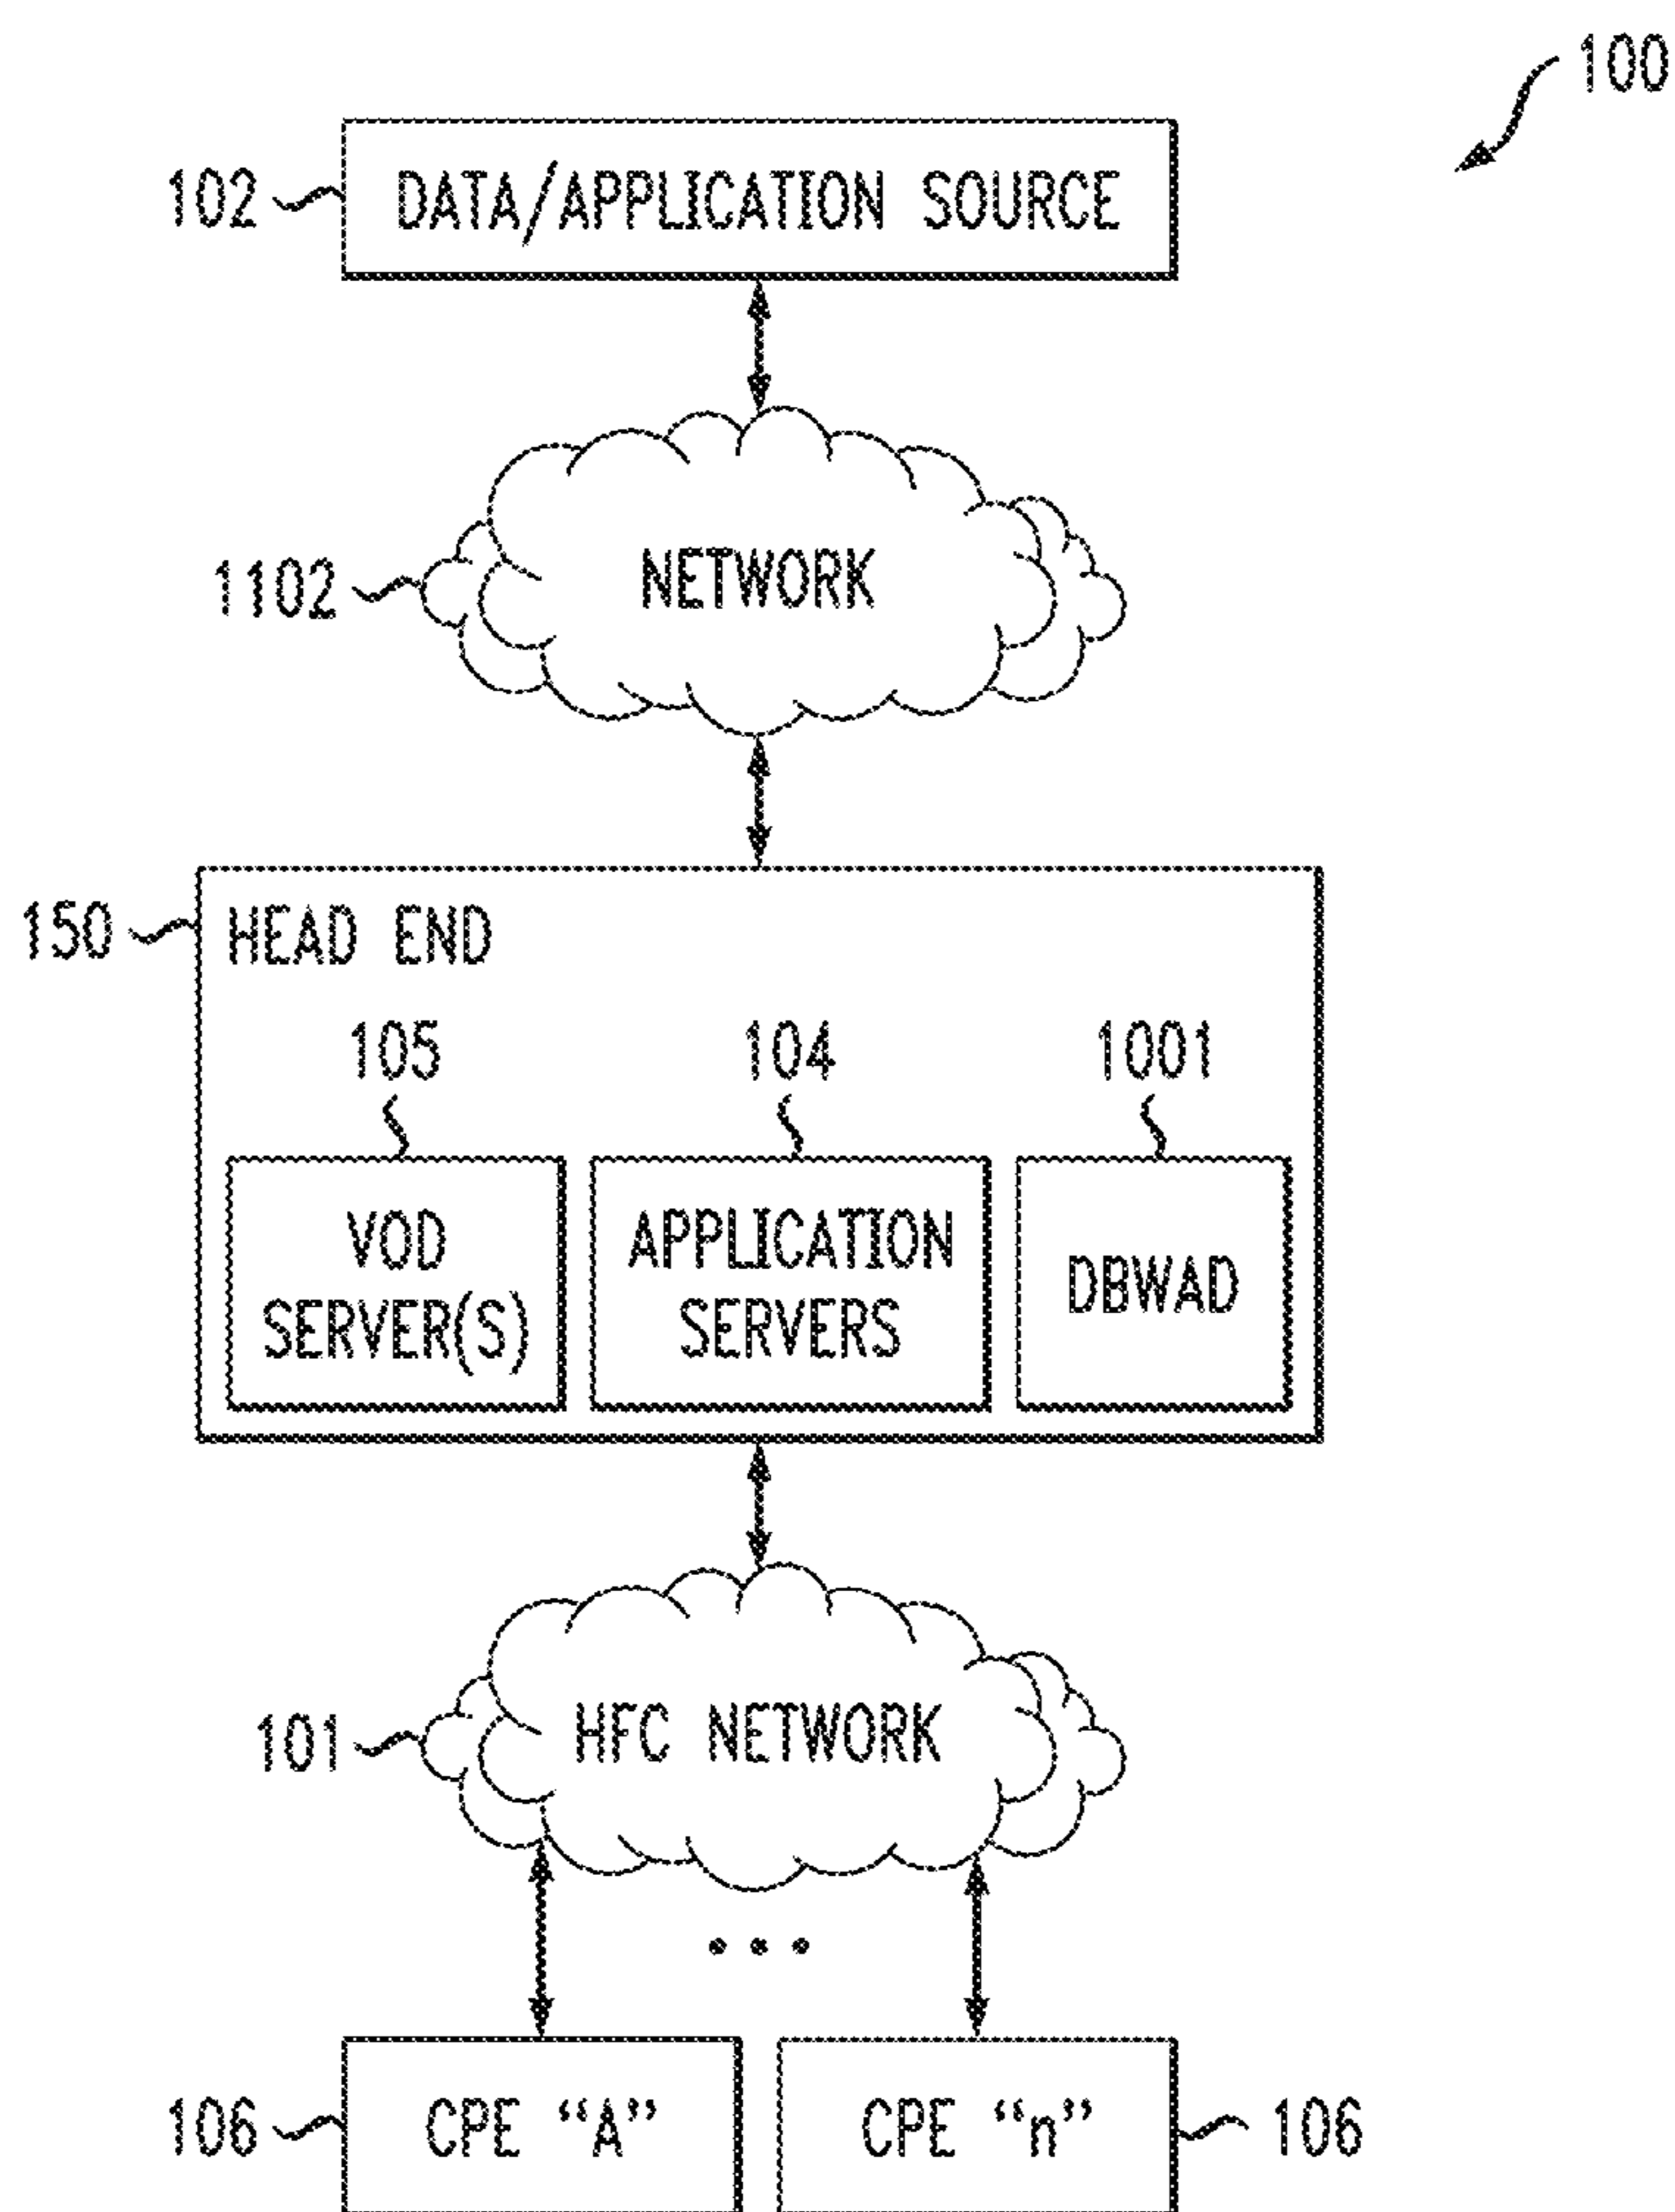 100
102 DATA/APPLICATION SOURCE
1102 NETWORK
150 HEAD END
105 104 1001
VOD
SERVER(S)
APPLICATION
SERVERS
DBWAD
101 HFC NETWORK
106 CPE “A” CPE “n” 106